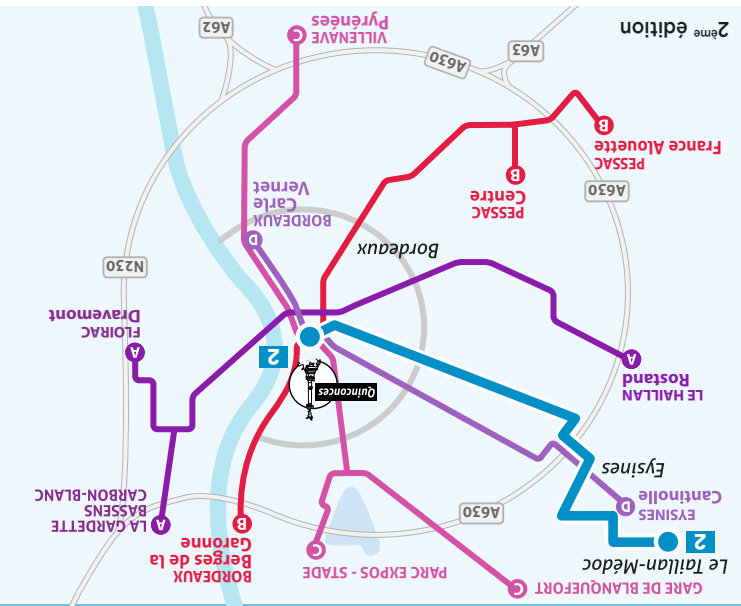 GARE DE BLANQUEFORT
C
Le Taillan-Médoc
2
PARC EXPOS - STADE
C
BORDEAUX
Berges de la
Garonne
B
EYSINES
Cantinolle
D
A630
LA GARDETTE
BASSENS
CARBON-BLANC
A
Eysines
LE HAILLAN
Rostand
A
Quinconces
2
FLOIRAC
Dravemont
A
N230
Bordeaux
BORDEAUX
Carle
Vernet
D
PESSAC
Centre
B
A630
PESSAC
France Alouette
B
A630
A63
VILLENAVE
Pyrénées
C
A62
2ème édition